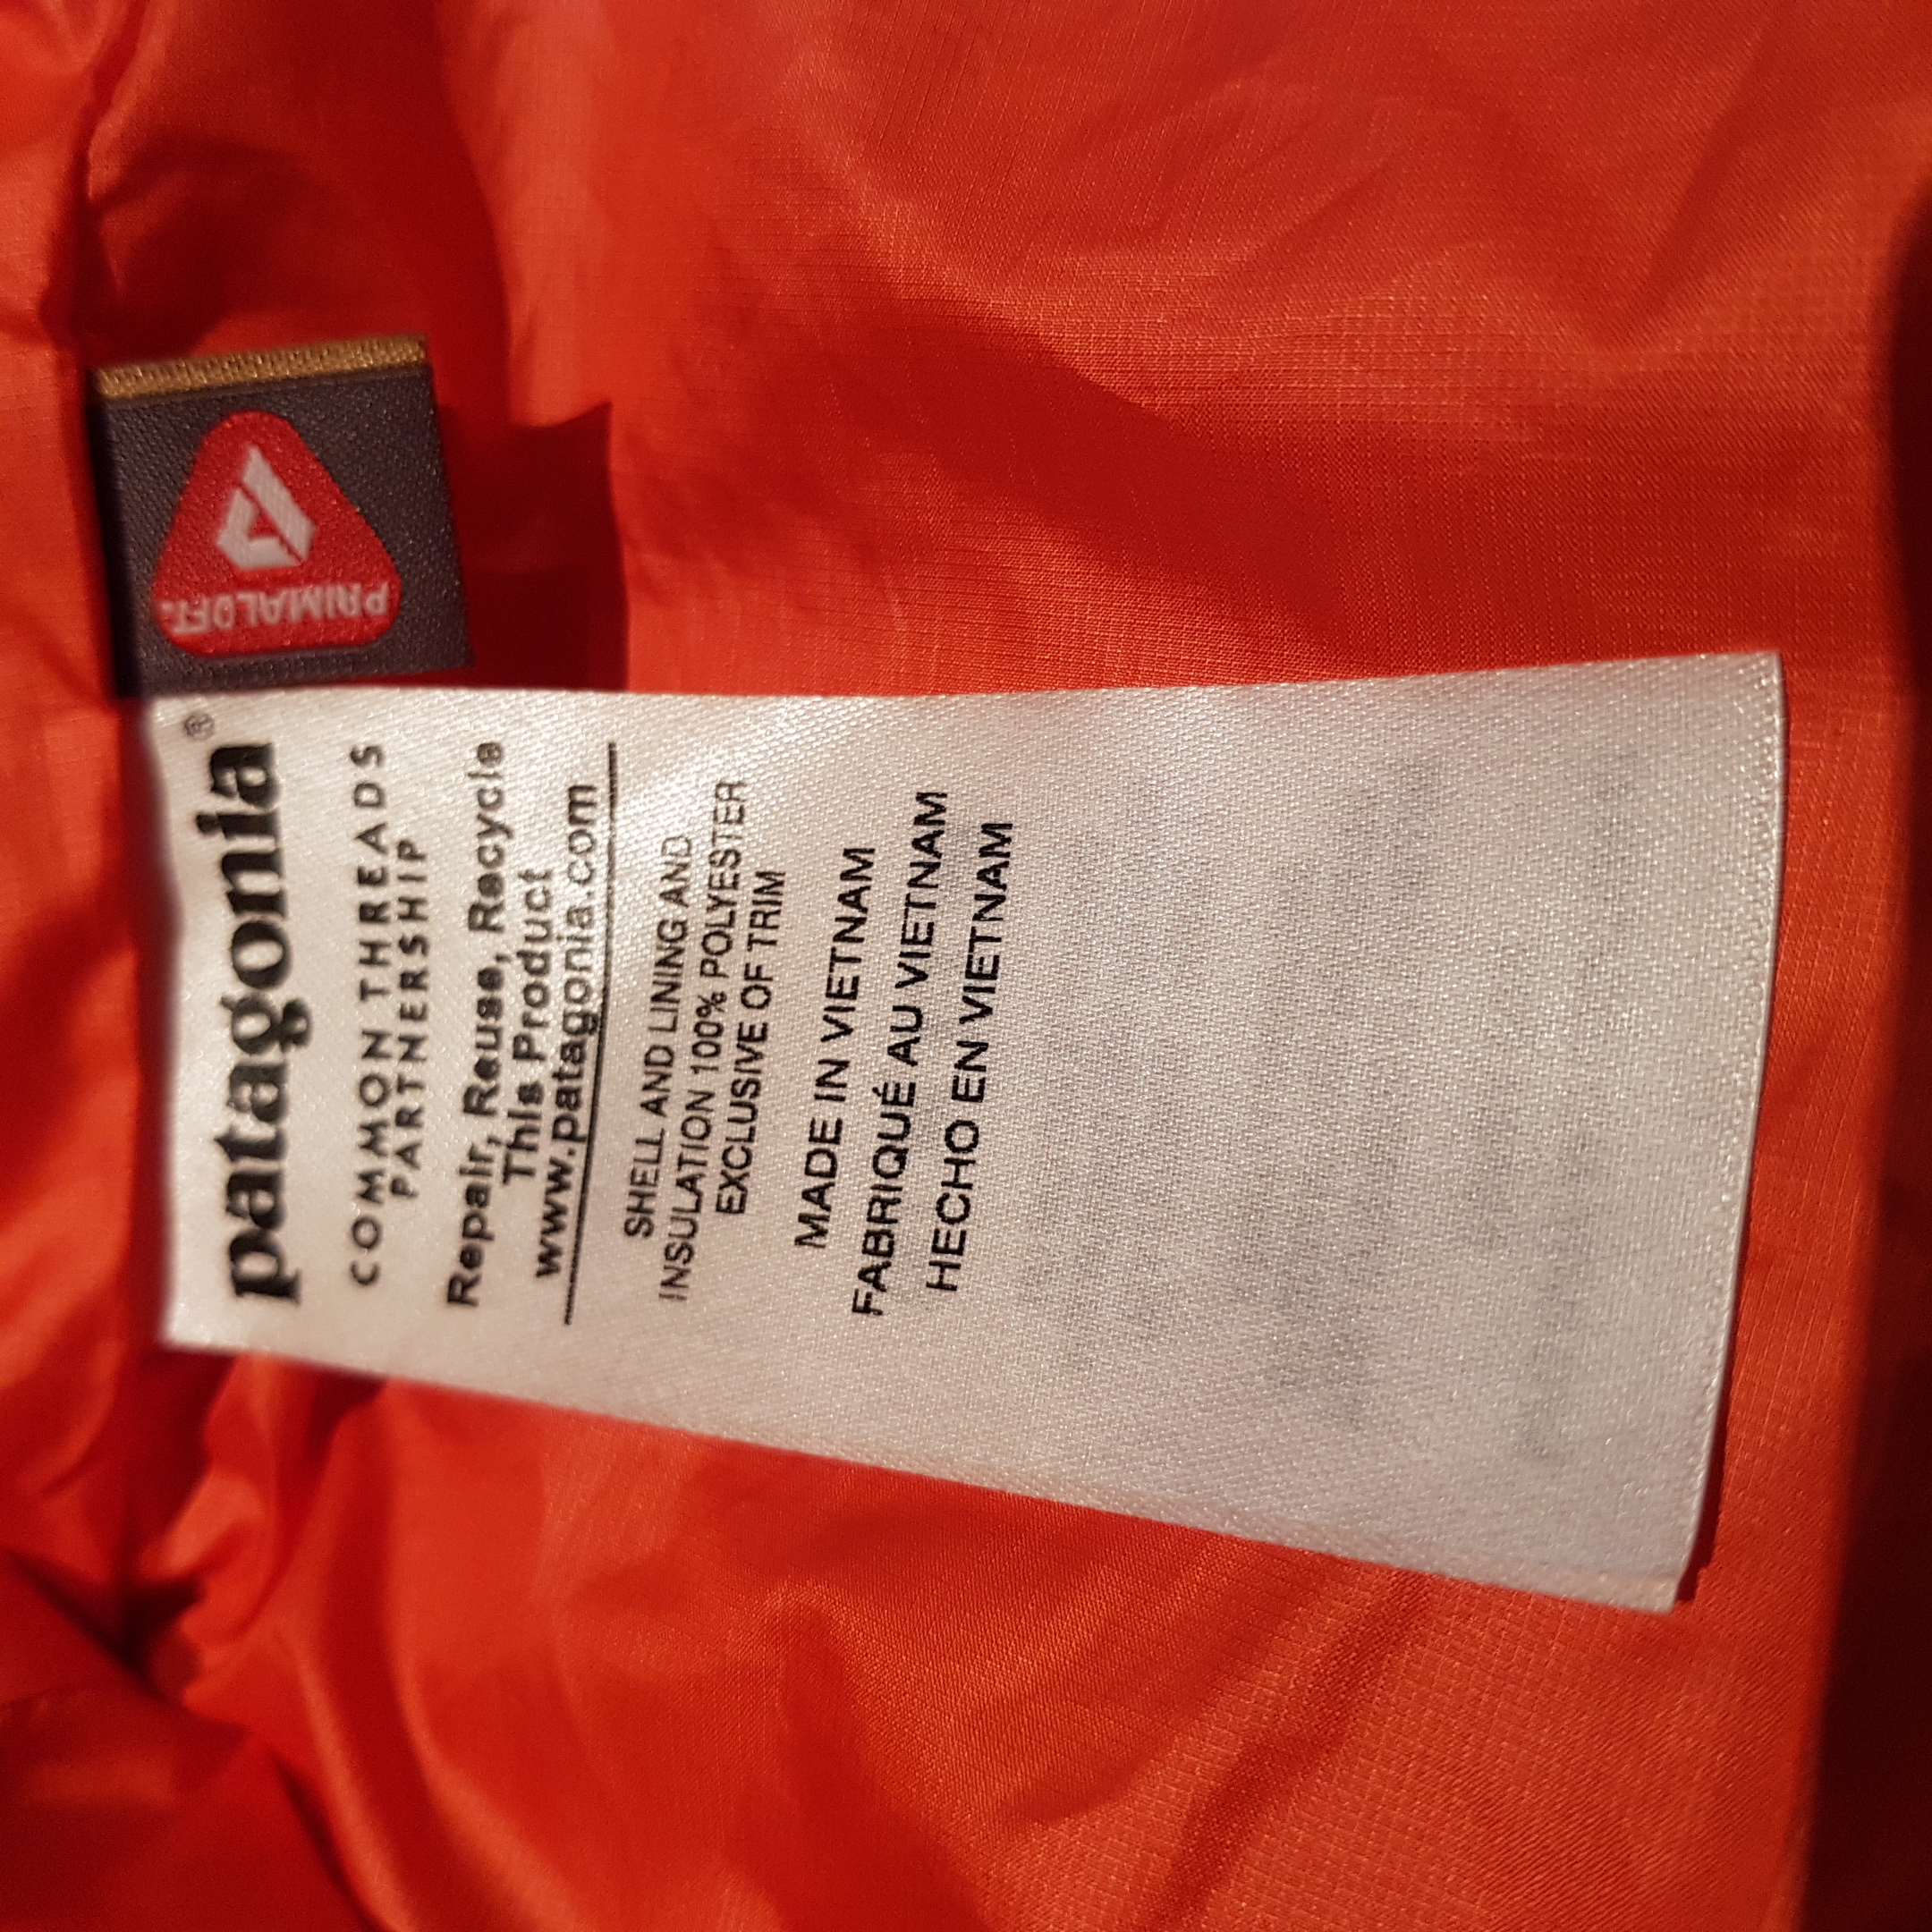 PRIMALOFT
patagonia®
COMMON THREADS
PARTNERSHIP
Repair, Reuse, Recycle
This Product
www.patagonia.com
SHELL AND LINING AND
INSULATION 100% POLYESTER
EXCLUSIVE OF TRIM
MADE IN VIETNAM
FABRIQUÉ AU VIETNAM
HECHO EN VIETNAM